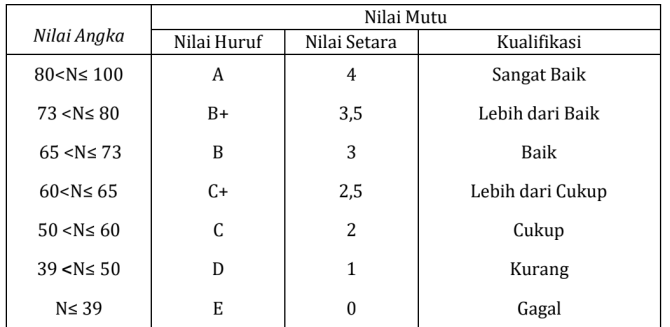 Nilai Angka Nilai Mutu
Nilai Huruf Nilai Setara Kualifikasi
80<N≤ 100 A 4 Sangat Baik
73 <N≤ 80 B+ 3,5 Lebih dari Baik
65 <N≤ 73 B 3 Baik
60<N≤ 65 C+ 2,5 Lebih dari Cukup
50 <N≤ 60 C 2 Cukup
39 <N≤ 50 D 1 Kurang
N≤ 39 E 0 Gagal